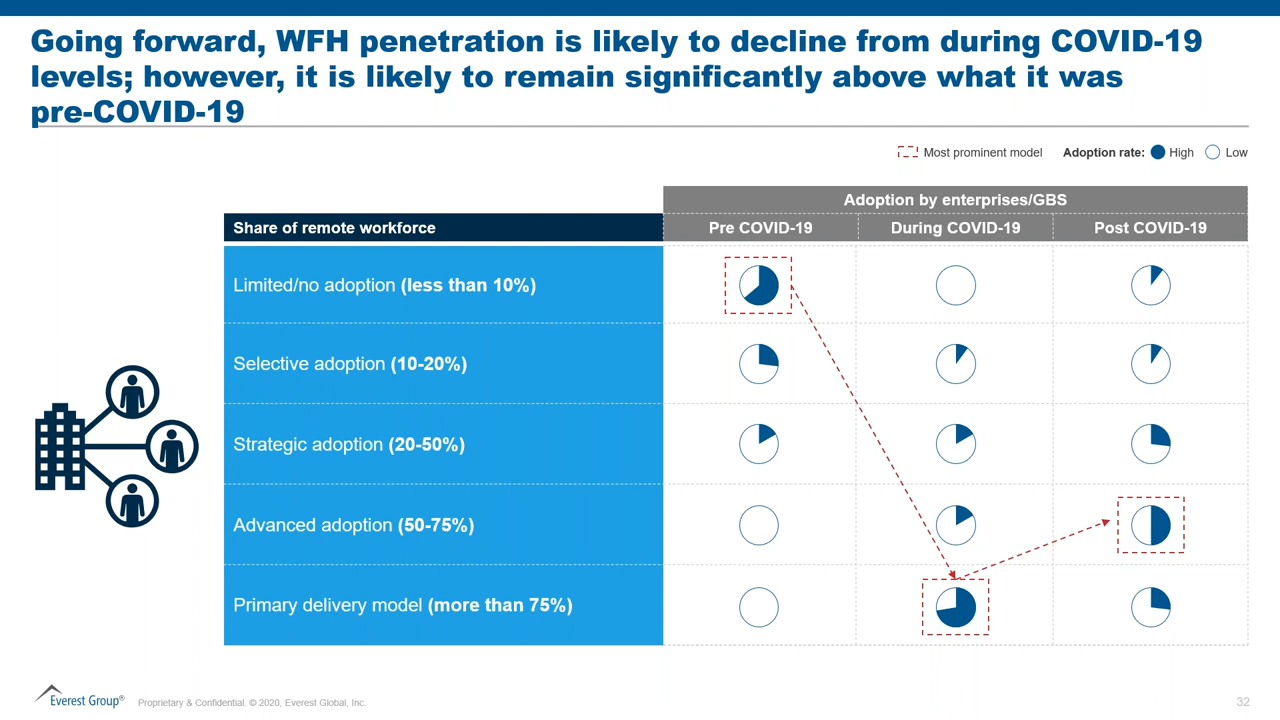 Going forward, WFH penetration is likely to decline from during COVID-19
levels; however, it is likely to remain significantly above what it was
pre-COVID-19
Most prominent model Adoption rate: High Low
Adoption by enterprises/GBS
Share of remote workforce Pre COVID-19 During COVID-19 Post COVID-19
Limited/no adoption (less than 10%)
Selective adoption (10-20%)
Strategic adoption (20-50%)
Advanced adoption (50-75%)
Primary delivery model (more than 75%)
Everest Group® Proprietary & Confidential. © 2020, Everest Global, Inc. 32